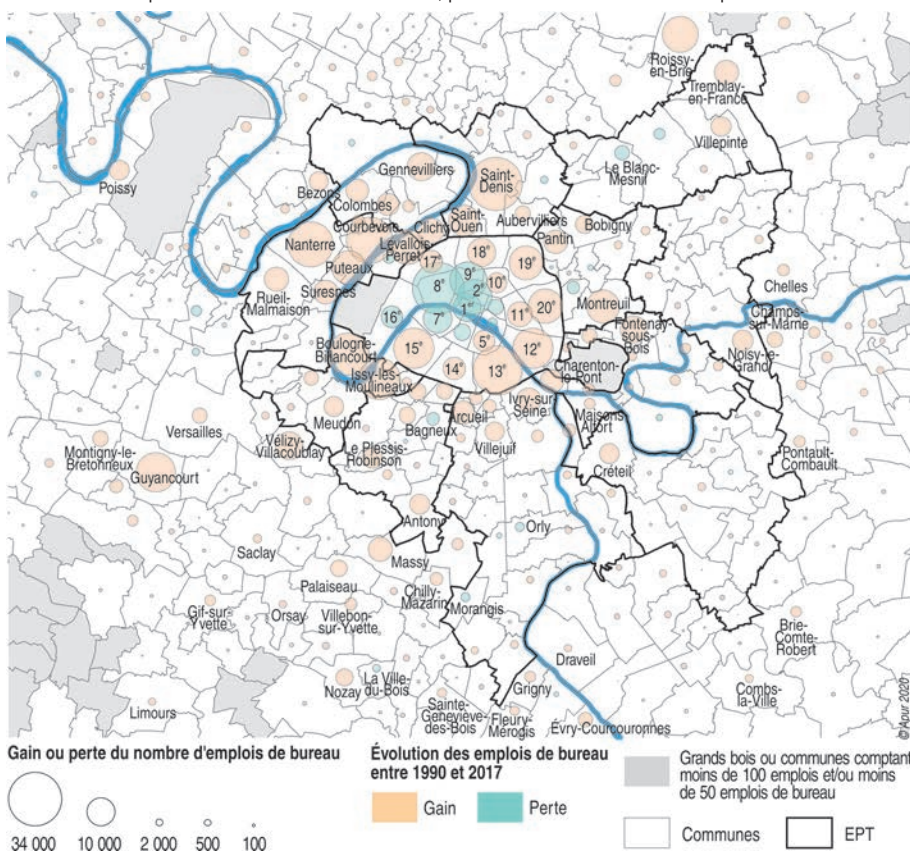 Roissy-
en-Brie
Tremblay-
en-France
Villepinte
Le Blanc-
Mesnil
Poissy
Gennevilliers
Saint-
Denis
Bezons
Colombes
Courbevoie
Clichy
Saint-
Ouen
Aubervilliers
Bobigny
Pantin
Nanterre
Levallois-
Perret
Puteaux
17e
18e
19e
Rueil-
Malmaison
Suresnes
8e
9e
10e
2e
16e
7e
1er
11e
20e
Montreuil
Chelles
Champs-
sur-Marne
Fontenay-
sous-
Bois
Noisy-le-
Grand
Boulogne-
Billancourt
15e
5e
12e
14e
13e
Charenton-
le-Pont
Issy-les-
Moulineaux
Ivry-sur-
Seine
Maisons-
Alfort
Meudon
Arcueil
Bagneux
Villejuif
Versailles
Vélizy-
Villacoublay
Le Plessis-
Robinson
Montigny-le-
Bretonneux
Guyancourt
Créteil
Pontault-
Combault
Antony
Orly
Saclay
Massy
Palaiseau
Chilly-
Mazarin
Morangis
Gif-sur-
Yvette
Orsay
Villebon-
sur-Yvette
Brie-
Comte-
Robert
Draveil
Nozay
La Ville-
du-Bois
Grigny
Combs-
la-Ville
Limours
Sainte-
Geneviève-
des-Bois
Fleury-
Mérogis
Évry-Courcouronnes
© Apur 2020
Gain ou perte du nombre d'emplois de bureau
34 000
10 000
2 000
500
100
Évolution des emplois de bureau
entre 1990 et 2017
Gain
Perte
Grands bois ou communes comptant
moins de 100 emplois et/ou moins
de 50 emplois de bureau
Communes
EPT